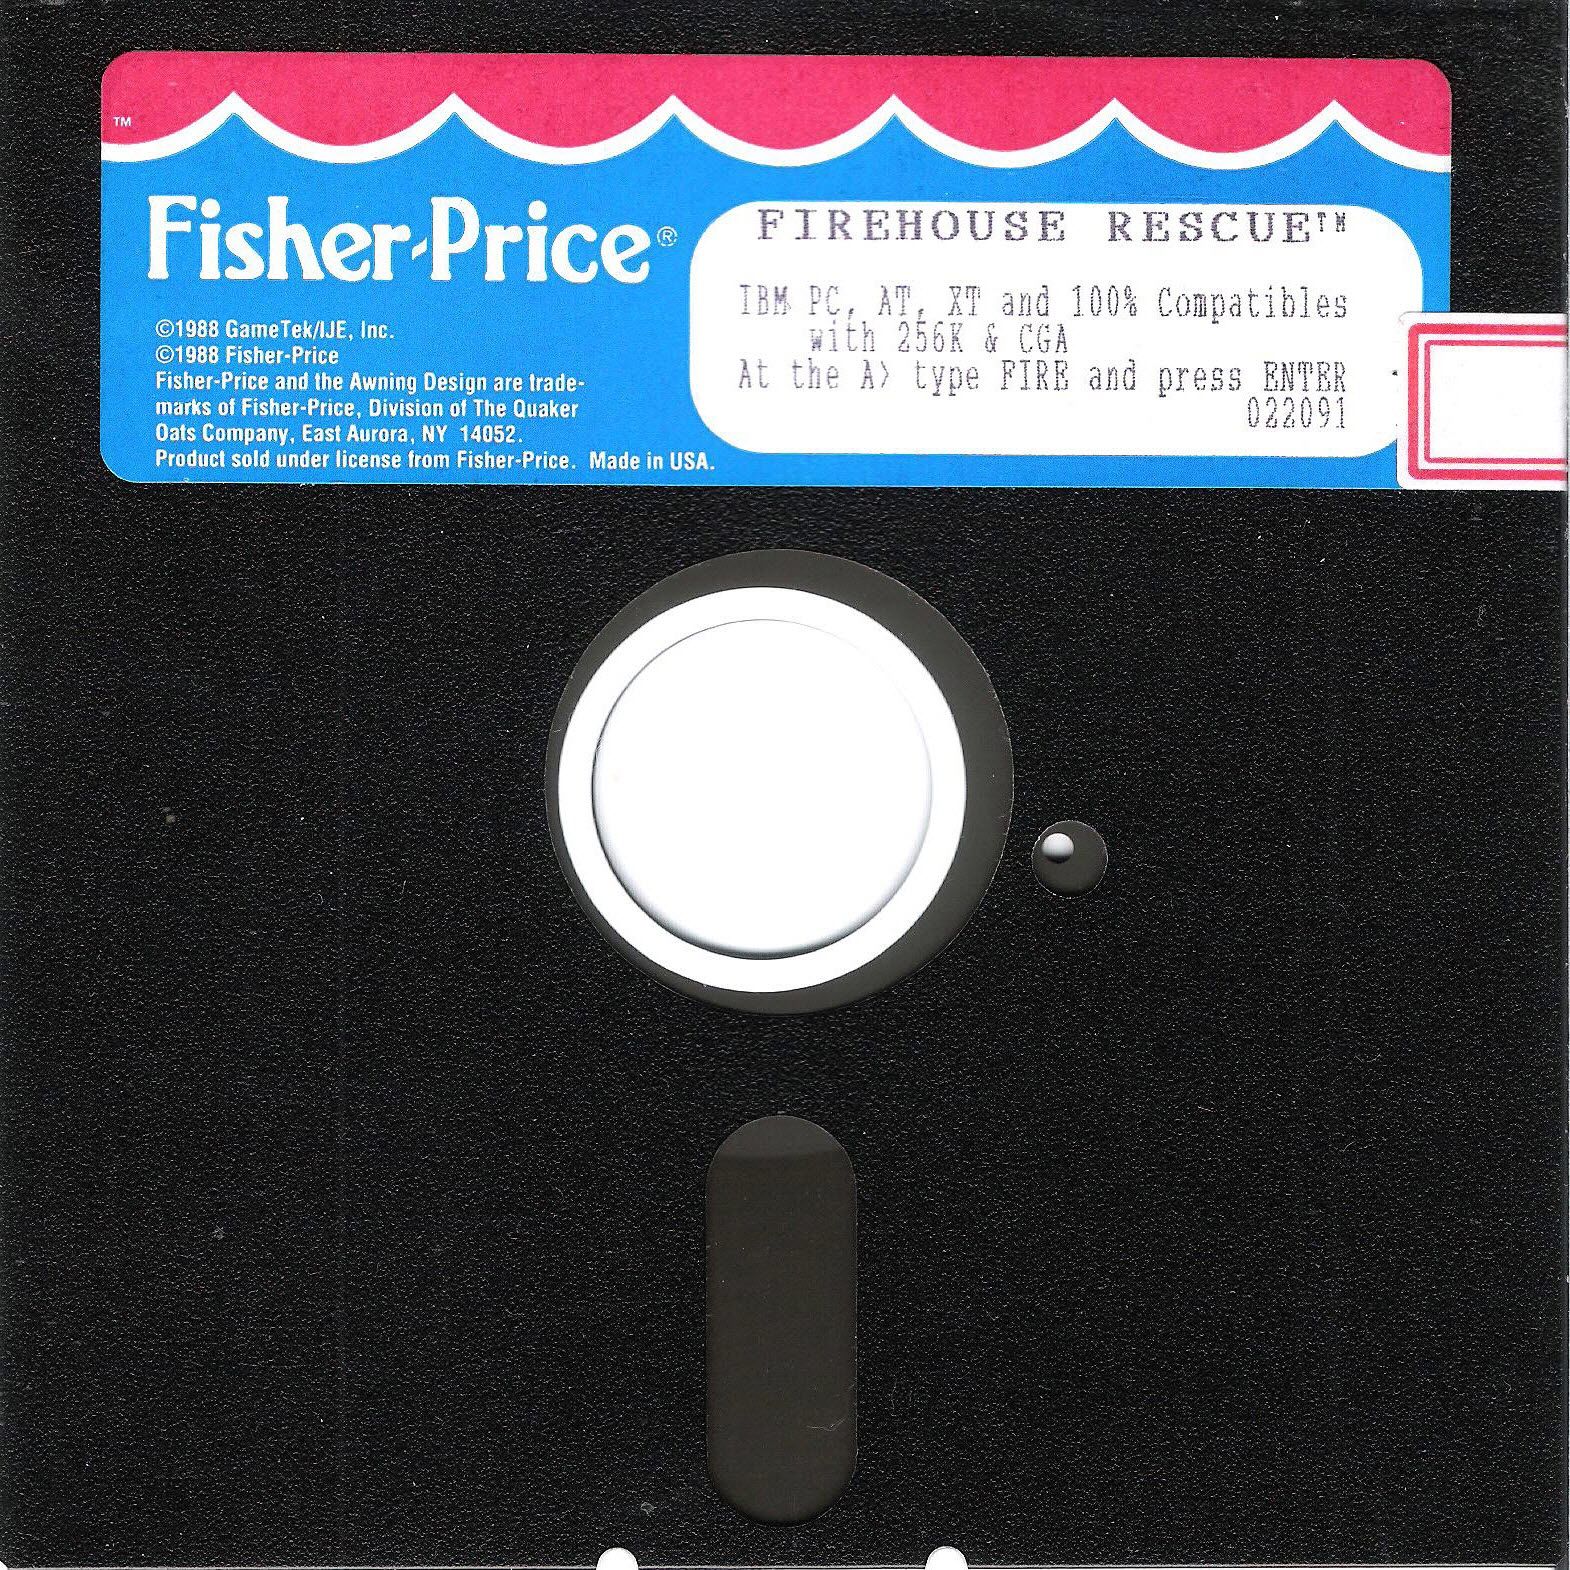 TM
Fisher-Price®
©1988 GameTek/IJE, Inc.
©1988 Fisher-Price
Fisher-Price and the Awning Design are trade-
marks of Fisher-Price, Division of The Quaker
Oats Company, East Aurora, NY 14052.
Product sold under license from Fisher-Price. Made in USA.
FIREHOUSE RESCUE™
IBM PC, AT, XT and 100% Compatibles
with 256K & CGA
At the A> type FIRE and press ENTER
022091